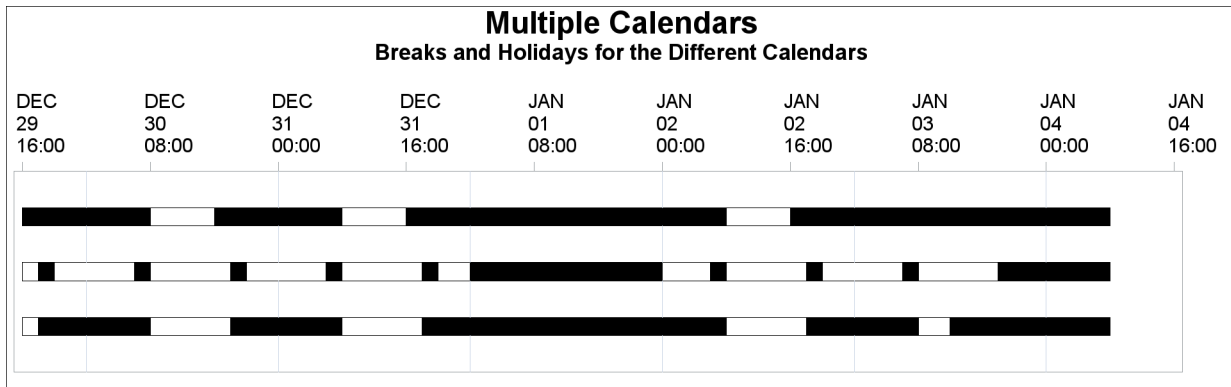 Multiple Calendars
Breaks and Holidays for the Different Calendars
DEC DEC DEC DEC JAN JAN JAN JAN JAN JAN
29 30 31 31 01 02 02 03 04 04
16:00 08:00 00:00 16:00 08:00 00:00 16:00 08:00 00:00 16:00